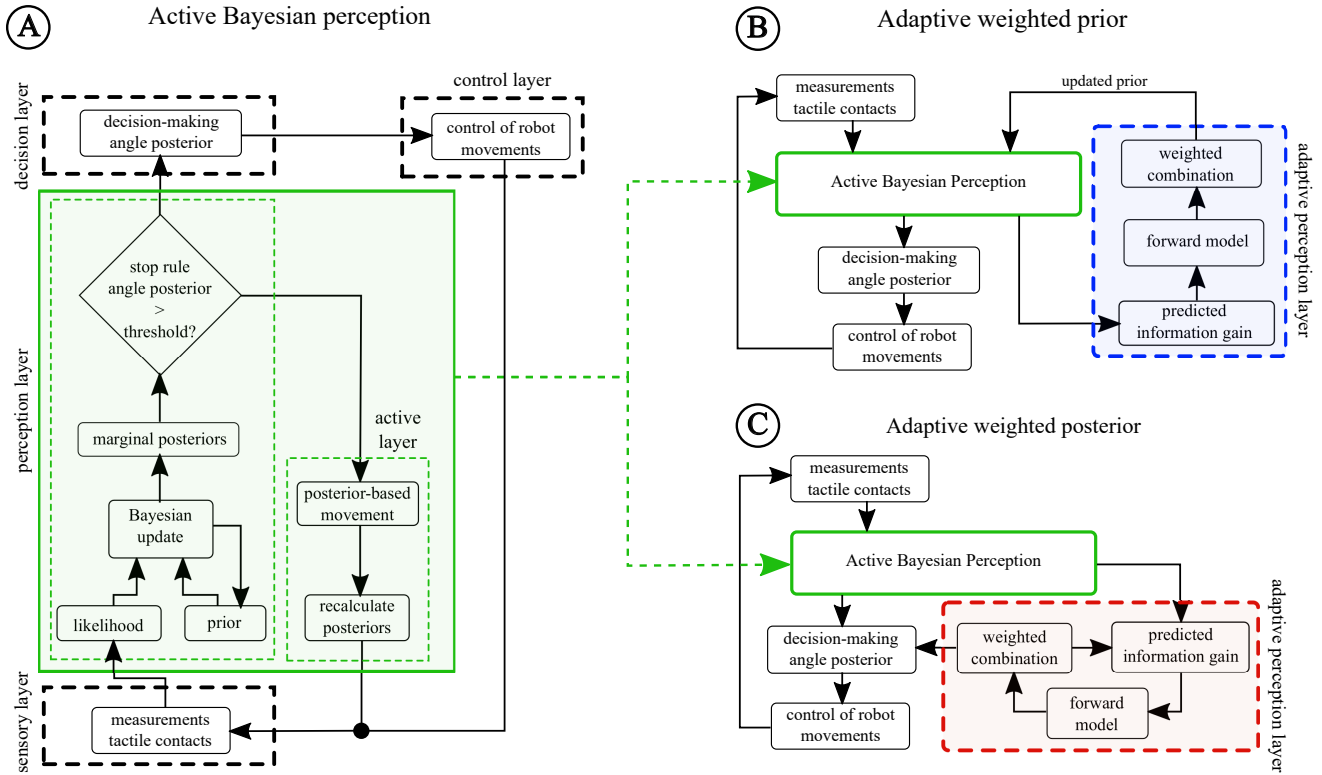 A
Active Bayesian perception
decision layer
decision-making
angle posterior
control layer
control of robot
movements
perception layer
stop rule
angle posterior
>
threshold?
marginal posteriors
Bayesian
update
likelihood
prior
active
layer
posterior-based
movement
recalculate
posteriors
sensory layer
measurements
tactile contacts
B
Adaptive weighted prior
measurements
tactile contacts
updated prior
Active Bayesian Perception
decision-making
angle posterior
control of robot
movements
weighted
combination
forward model
predicted
information gain
adaptive perception layer
C
Adaptive weighted posterior
measurements
tactile contacts
Active Bayesian Perception
decision-making
angle posterior
control of robot
movements
weighted
combination
predicted
information gain
forward
model
adaptive perception layer